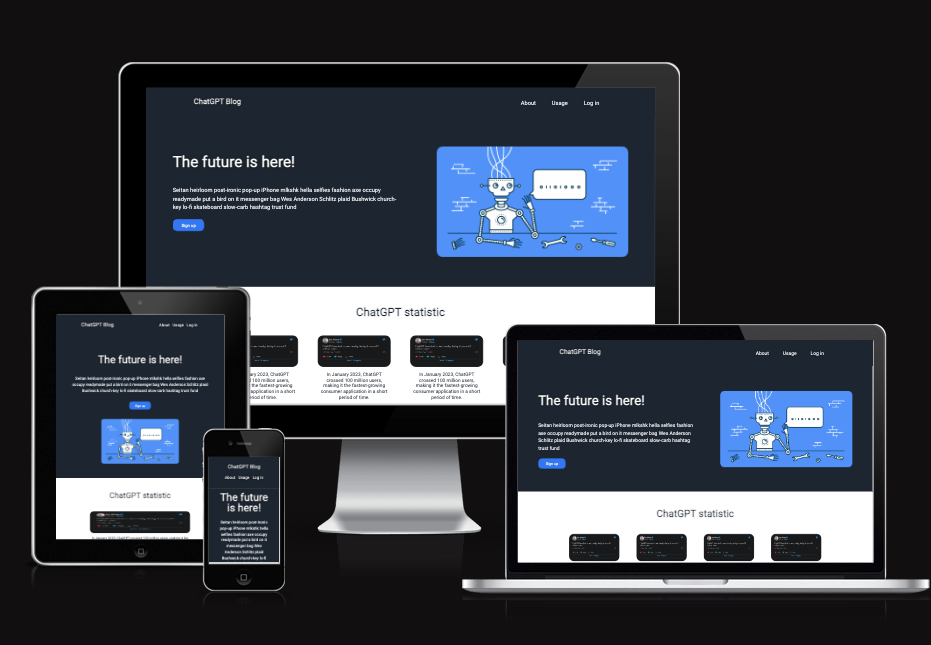 ChatGPT Blog
About Usage Log in
The future is here!
Seitan heirloom post-ironic pop-up iPhone mlkshk hella selfies fashion axe occupy
readymade put a bird on it messenger bag Wes Anderson Schlitz plaid Bushwick church-
key lo-fi skateboard slow-carb hashtag trust fund
Sign up
ChatGPT statistic
January 2023, ChatGPT
100 million users,
the fastest-growing
application in a short
period of time.
In January 2023, ChatGPT
crossed 100 million users,
making it the fastest-growing
consumer application in a short
period of time.
In January 2023, ChatGPT
crossed 100 million users,
making it the fastest-growing
consumer application in a short
period of time.
ChatGPT Blog
About Usage Log in
The future is here!
Seitan heirloom post-ironic pop-up iPhone mlkshk hella selfies fashion axe
occupy readymade put a bird on it messenger bag Wes Anderson Schlitz plaid
Bushwick church-key lo-fi skateboard slow-carb hashtag trust fund
Sign up
ChatGPT statistic
ChatGPT Blog
About Usage Log in
The future
is here!
Seitan heirloom post-ironic
pop-up iPhone mlkshk hella
selfies fashion axe occupy
readymade put a bird on it
messenger bag Wes
Anderson Schlitz plaid
Bushwick church-key lo-fi
ChatGPT Blog
About Usage Log in
The future is here!
Seitan heirloom post-ironic pop-up iPhone mlkshk hella selfies fashion
axe occupy readymade put a bird on it messenger bag Wes Anderson
Schlitz plaid Bushwick church-key lo-fi skateboard slow-carb hashtag
trust fund
Sign up
ChatGPT statistic